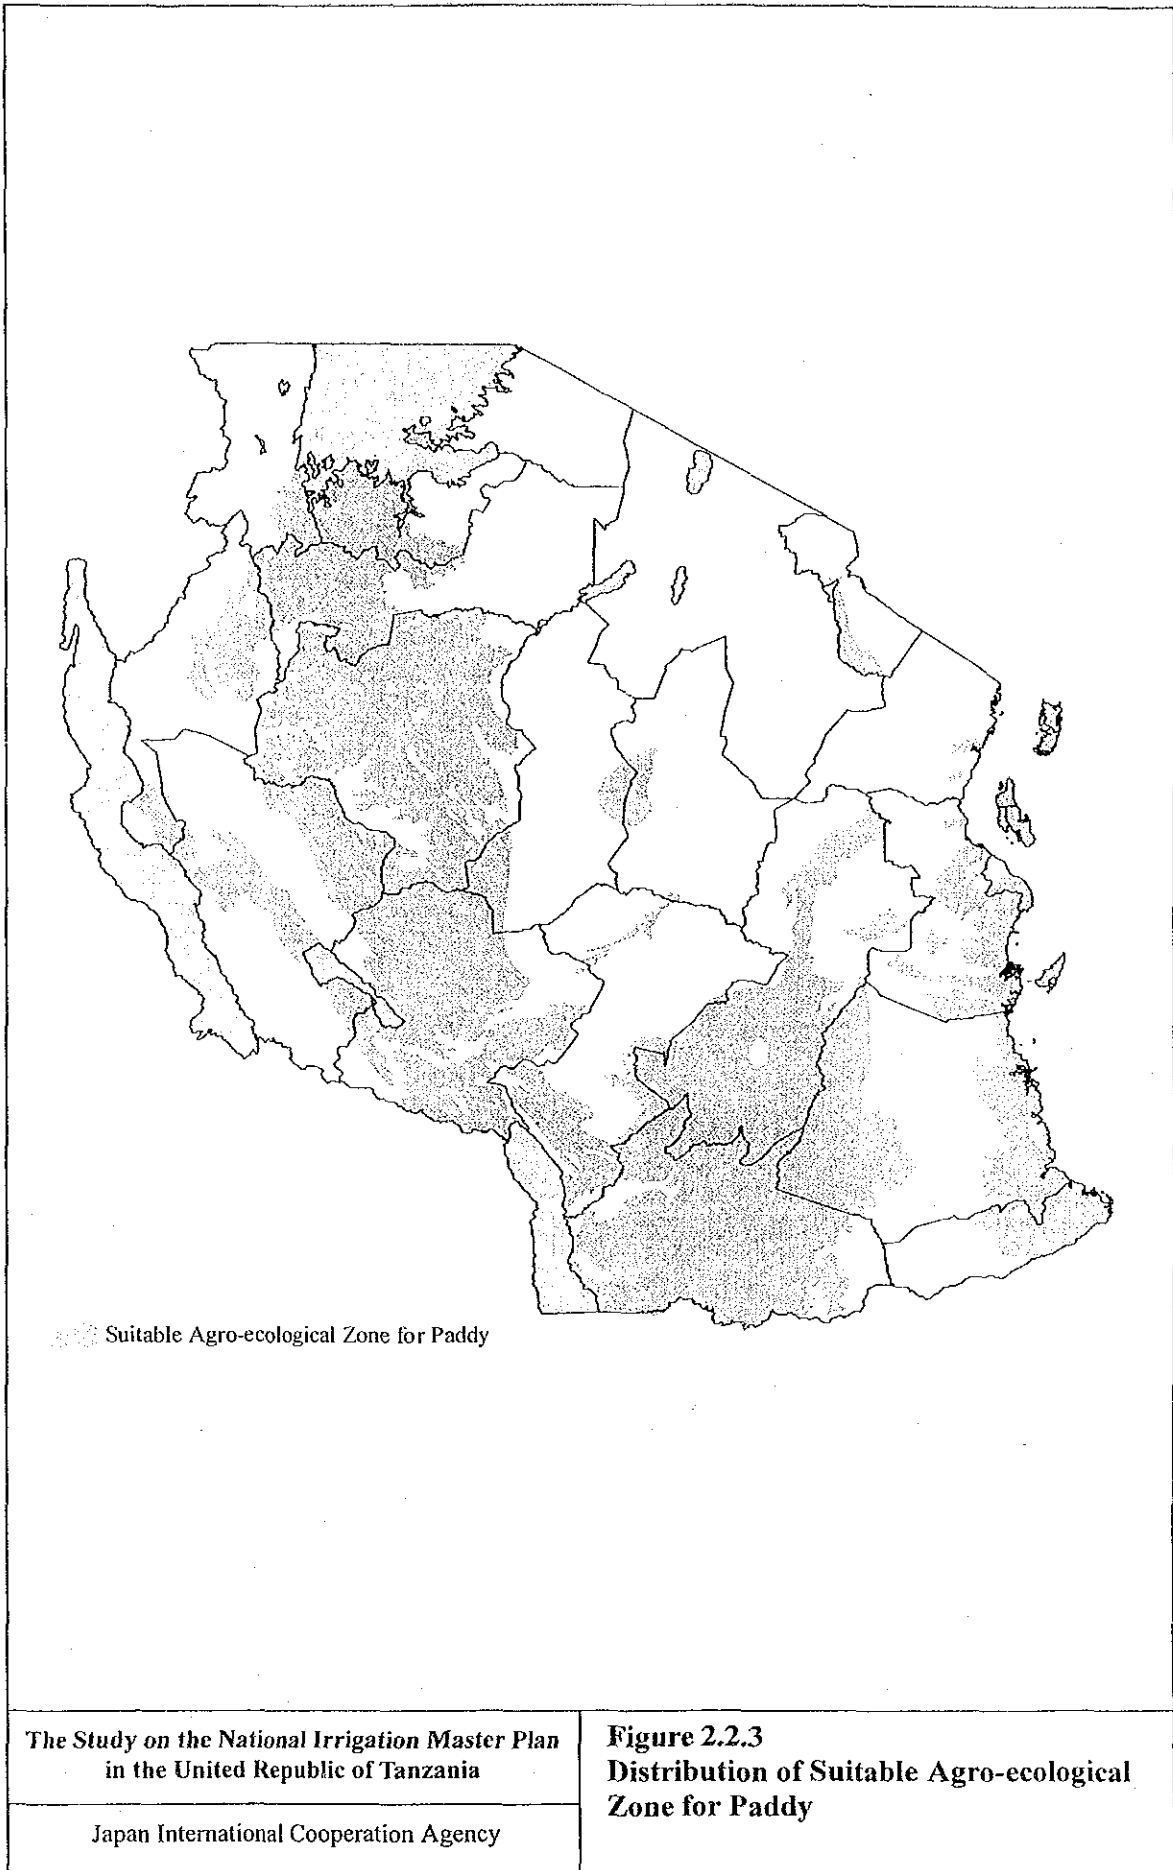 Suitable Agro-ecological Zone for Paddy
The Study on the National Irrigation Master Plan
in the United Republic of Tanzania
Japan International Cooperation Agency
Figure 2.2.3
Distribution of Suitable Agro-ecological
Zone for Paddy